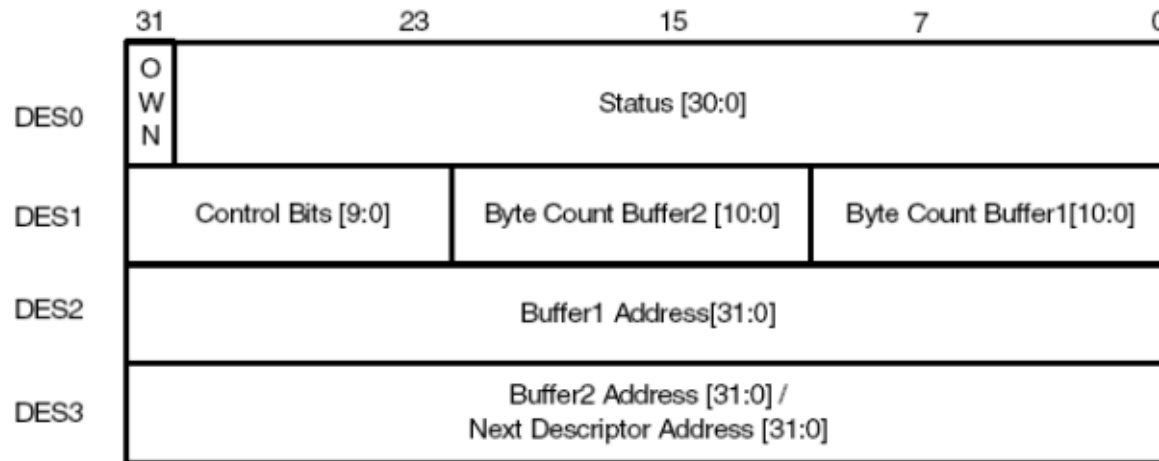 31 23 15 7 0
DES0 OWN Status [30:0]
DES1 Control Bits [9:0] Byte Count Buffer2 [10:0] Byte Count Buffer1[10:0]
DES2 Buffer1 Address[31:0]
DES3 Buffer2 Address [31:0] /
Next Descriptor Address [31:0]